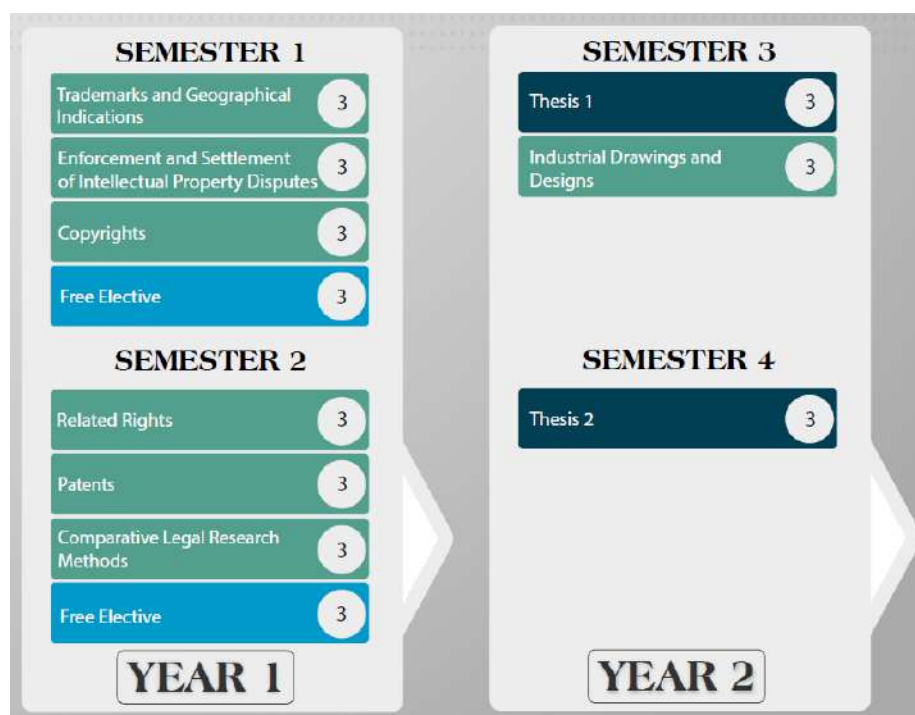 SEMESTER 1
Trademarks and Geographical
Indications
3
Enforcement and Settlement
of Intellectual Property Disputes
3
Copyrights
3
Free Elective
3
SEMESTER 2
Related Rights
3
Patents
3
Comparative Legal Research
Methods
3
Free Elective
3
YEAR 1
SEMESTER 3
Thesis 1
3
Industrial Drawings and
Designs
3
SEMESTER 4
Thesis 2
3
YEAR 2